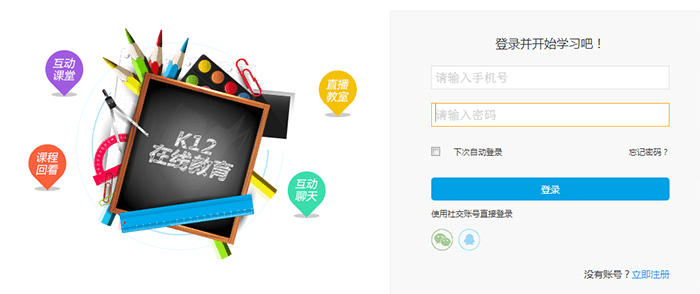 互动
课堂
直播
教室
K12
在线教育
课程
回看
互动
聊天
登录并开始学习吧！
请输入手机号
请输入密码
下次自动登录
忘记密码？
登录
使用社交账号直接登录
没有账号？立即注册